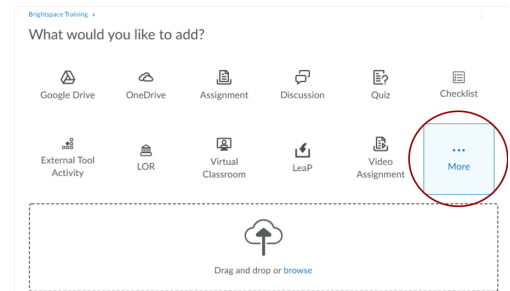 Brightspace Training ›
What would you like to add?
Google Drive
OneDrive
Assignment
Discussion
Quiz
Checklist
External Tool
Activity
LOR
Virtual
Classroom
LeaP
Video
Assignment
More
Drag and drop or browse